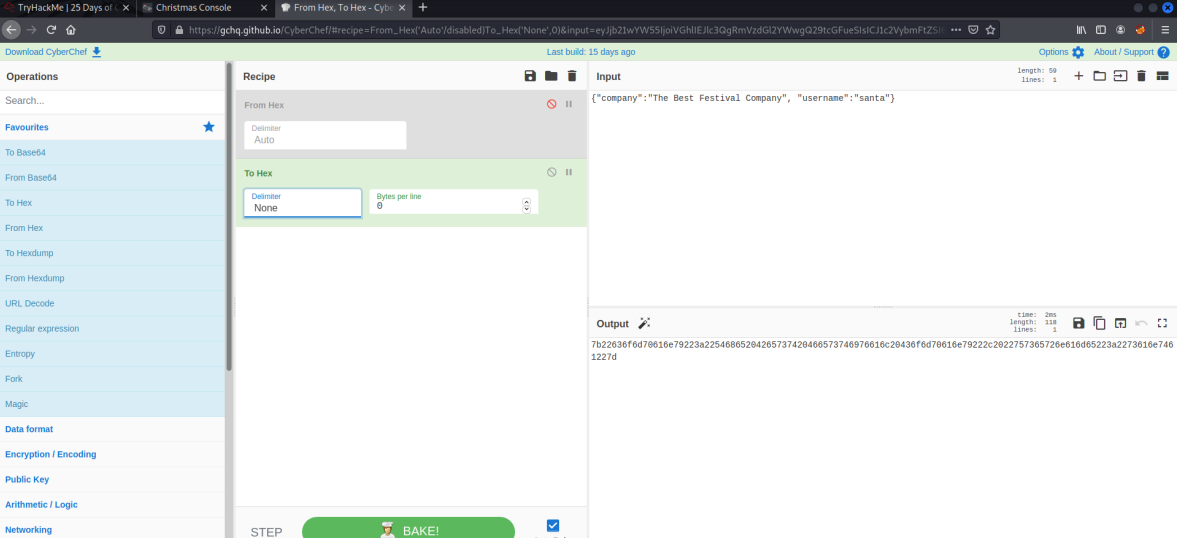 TryHackMe | 25 Days of
Christmas Console
From Hex, To Hex - Cybe
https://gchq.github.io/CyberChef/#recipe=From_Hex('Auto'/disabled)To_Hex('None',0)&input=
Download CyberChef
Last build: 15 days ago
Options
About / Support
Operations
Recipe
Input
length: 59
lines: 1
Search...
From Hex
{"company":"The Best Festival Company", "username":"santa"}
Favourites
Delimiter
Auto
To Base64
From Base64
To Hex
To Hex
Delimiter
None
Bytes per line
0
From Hex
To Hexdump
From Hexdump
URL Decode
Regular expression
Output
time: 2ms
length: 118
lines: 1
Entropy
7b22636f6d70616e79223a22546865204265737420466573746976616c20436f6d70616e79222c2022757365726e616d65223a2273616e746
1227d
Fork
Magic
Data format
Encryption / Encoding
Public Key
Arithmetic / Logic
Networking
STEP
BAKE!